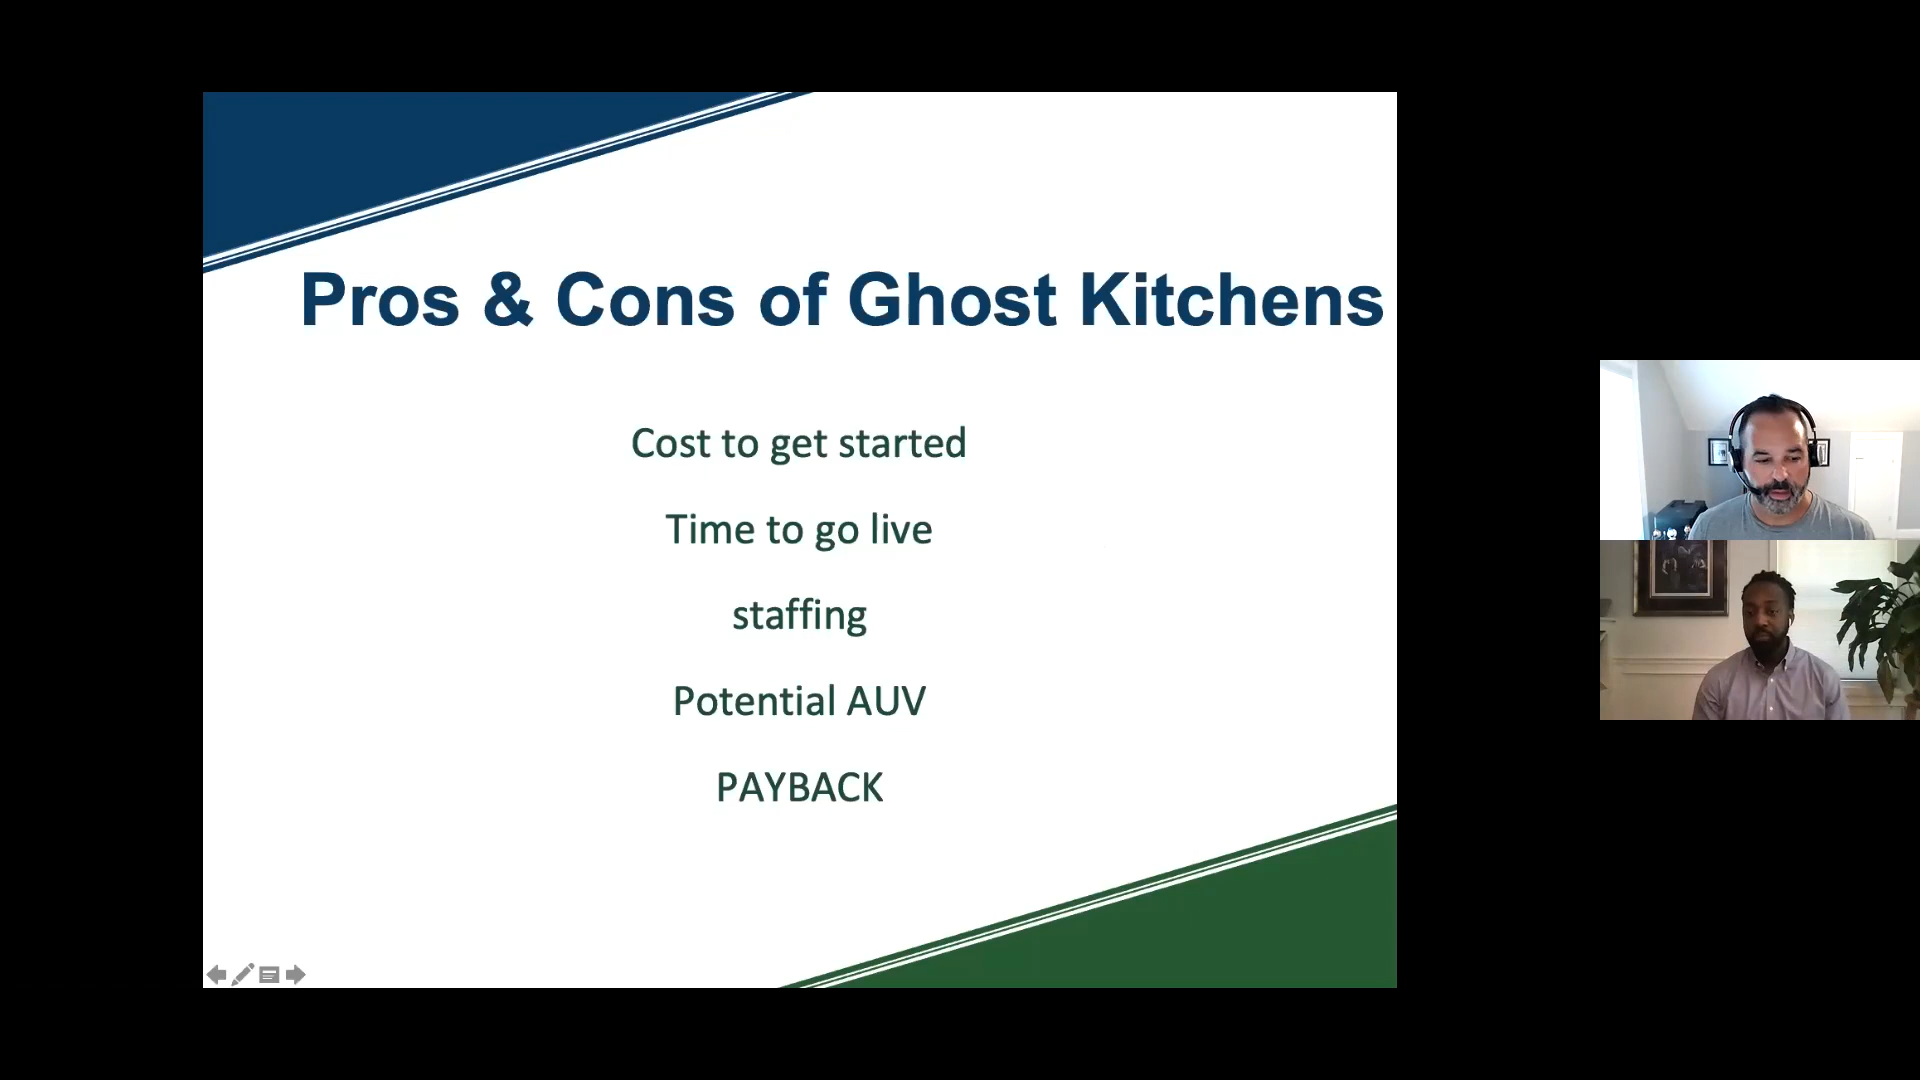 Pros & Cons of Ghost Kitchens
Cost to get started
Time to go live
staffing
Potential AUV
PAYBACK